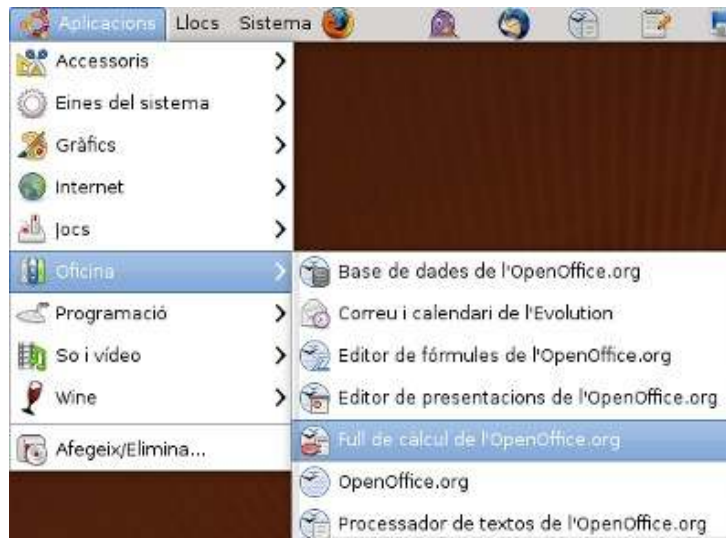 Aplicacions Llocs Sistema
Accessoris
Eines del sistema
Gràfics
Internet
Jocs
Oficina
Programació
So i vídeo
Wine
Afegeix/Elimina...
Base de dades de l'OpenOffice.org
Correu i calendari de l'Evolution
Editor de fórmules de l'OpenOffice.org
Editor de presentacions de l'OpenOffice.org
Full de càlcul de l'OpenOffice.org
OpenOffice.org
Processador de textos de l'OpenOffice.org